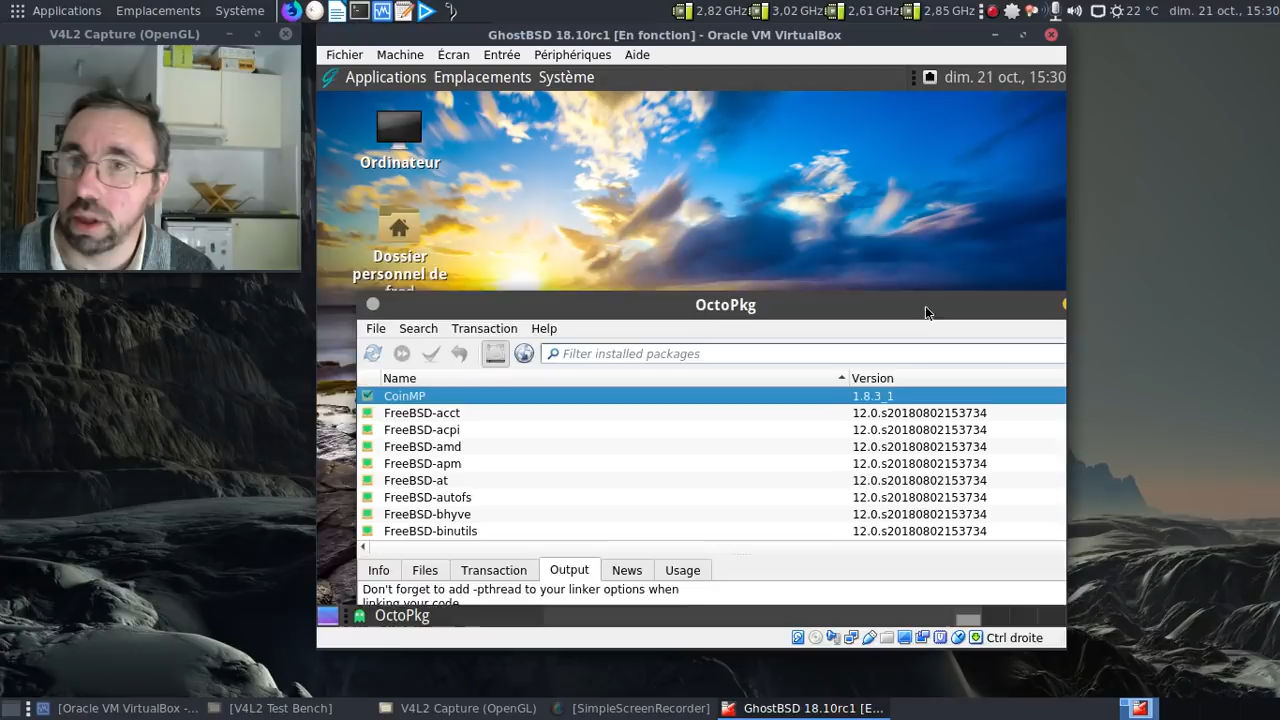 Applications Emplacements Système
2,82 GHz 3,02 GHz 2,61 GHz 2,85 GHz 22 °C dim. 21 oct., 15:30
V4L2 Capture (OpenGL)
GhostBSD 18.10rc1 [En fonction] - Oracle VM VirtualBox
Fichier Machine Écran Entrée Périphériques Aide
Applications Emplacements Système dim. 21 oct., 15:30
Ordinateur
Dossier
personnel de
fred
OctoPkg
File Search Transaction Help
Filter installed packages
Name Version
CoinMP 1.8.3_1
FreeBSD-acct 12.0.s20180802153734
FreeBSD-acpi 12.0.s20180802153734
FreeBSD-amd 12.0.s20180802153734
FreeBSD-apm 12.0.s20180802153734
FreeBSD-at 12.0.s20180802153734
FreeBSD-autofs 12.0.s20180802153734
FreeBSD-bhyve 12.0.s20180802153734
FreeBSD-binutils 12.0.s20180802153734
Info Files Transaction Output News Usage
Don't forget to add -pthread to your linker options when
linking your code.
OctoPkg
Ctrl droite
[Oracle VM VirtualBox -... [V4L2 Test Bench] V4L2 Capture (OpenGL) [SimpleScreenRecorder] GhostBSD 18.10rc1 [E...